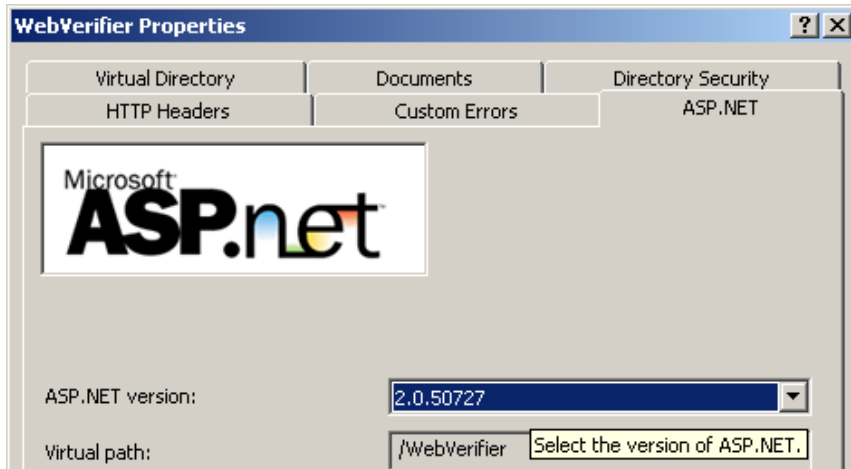 WebVerifier Properties
Virtual Directory
Documents
Directory Security
HTTP Headers
Custom Errors
ASP.NET
Microsoft
ASP.net
ASP.NET version:
2.0.50727
Virtual path:
/WebVerifier
Select the version of ASP.NET.